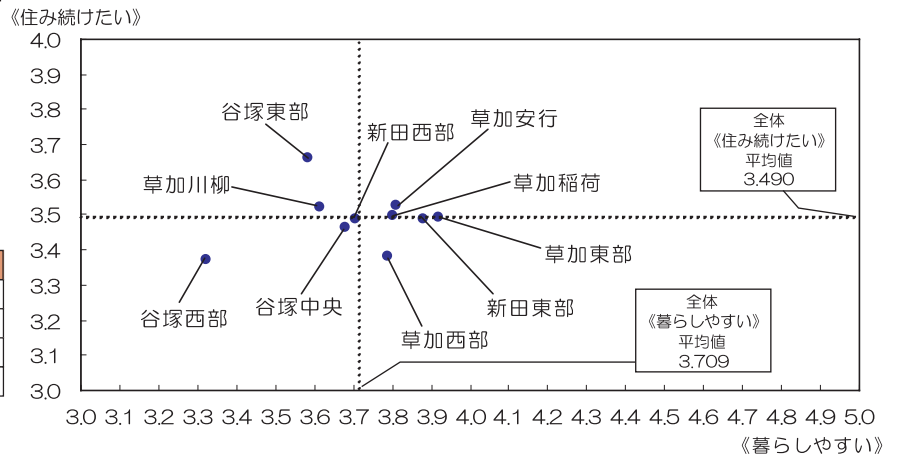 《住み続けたい》
4.0
3.9
3.8
3.7
3.6
3.5
3.4
3.3
3.2
3.1
3.0
谷塚東部
新田西部
草加安行
草加川柳
草加稲荷
草加東部
谷塚西部
谷塚中央
新田東部
草加西部
全体
《住み続けたい》
平均値
3.490
全体
《暮らしやすい》
平均値
3.709
3.0 3.1 3.2 3.3 3.4 3.5 3.6 3.7 3.8 3.9 4.0 4.1 4.2 4.3 4.4 4.5 4.6 4.7 4.8 4.9 5.0
《暮らしやすい》